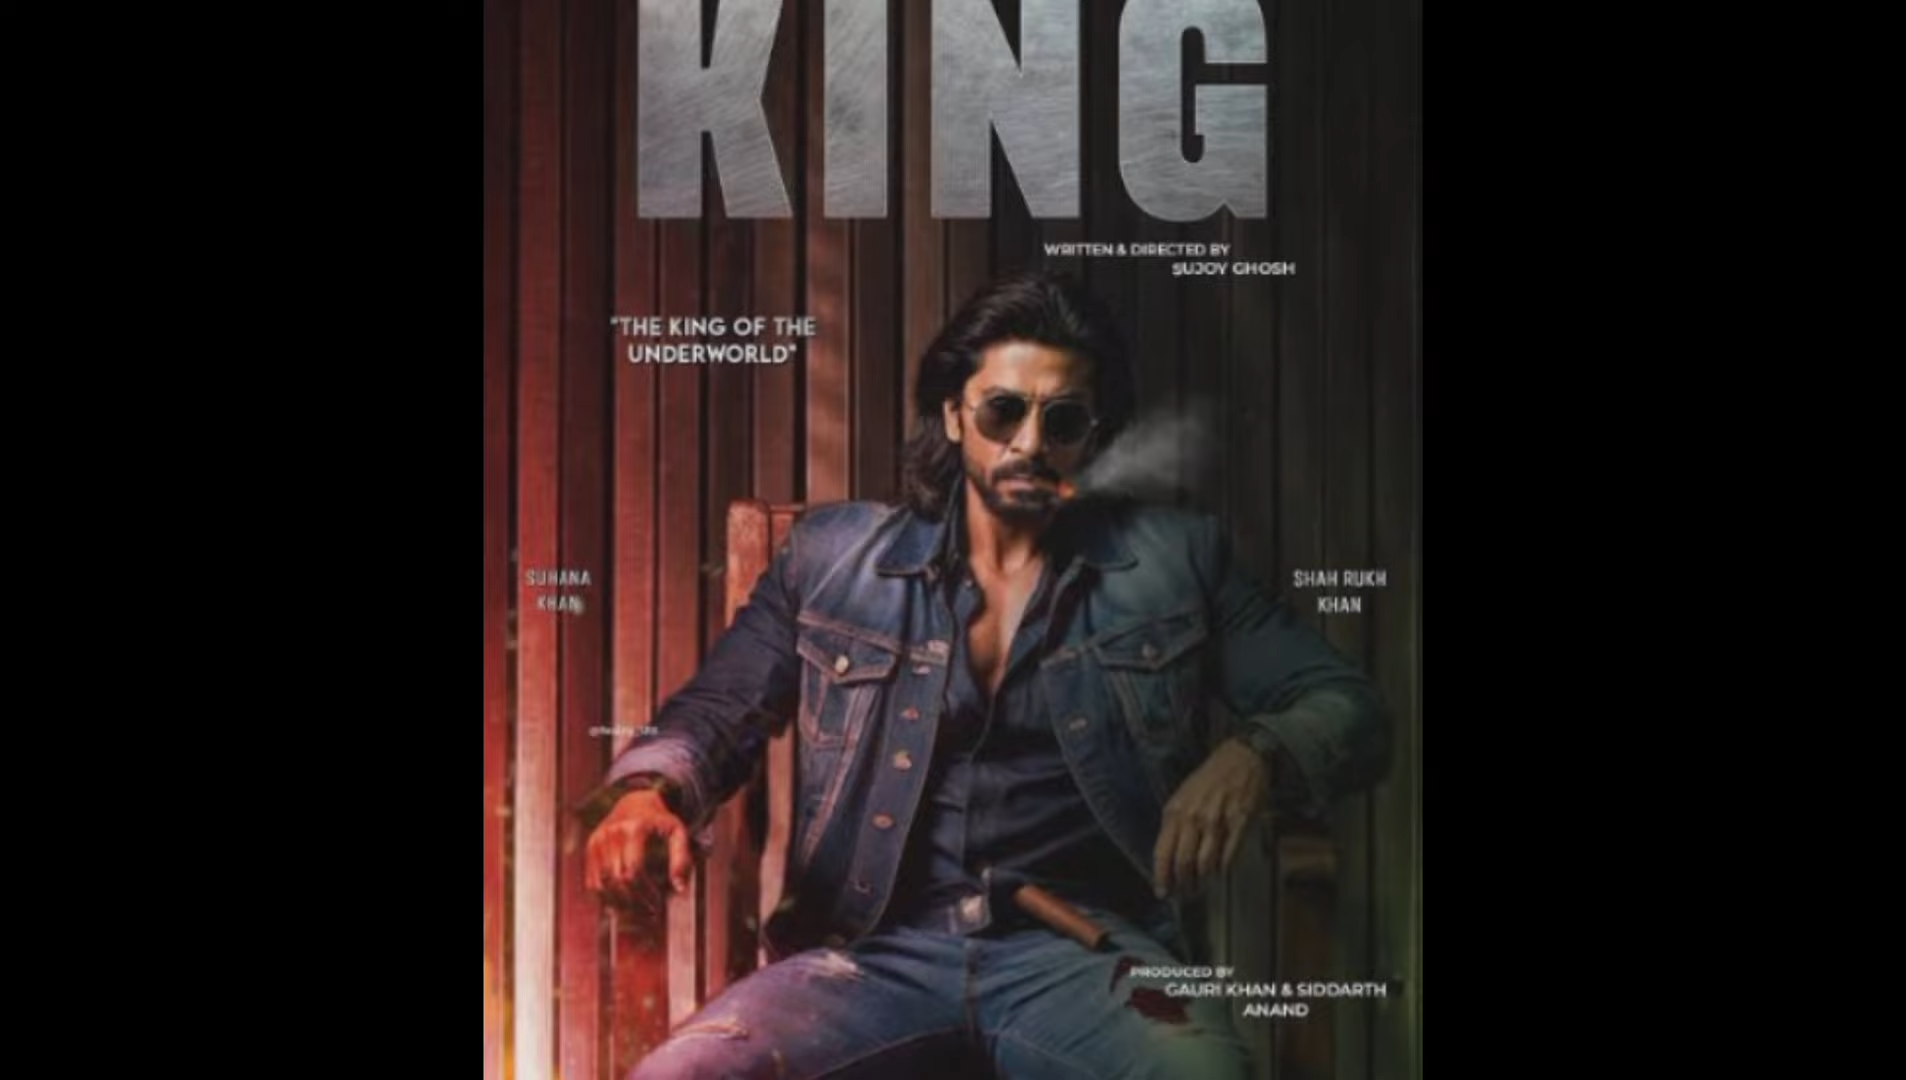 KING
WRITTEN & DIRECTED BY
SUJOY GHOSH
"THE KING OF THE
UNDERWORLD"
SUHANA
KHAN
SHAH RUKH
KHAN
PRODUCED BY
GAURI KHAN & SIDDARTH
ANAND